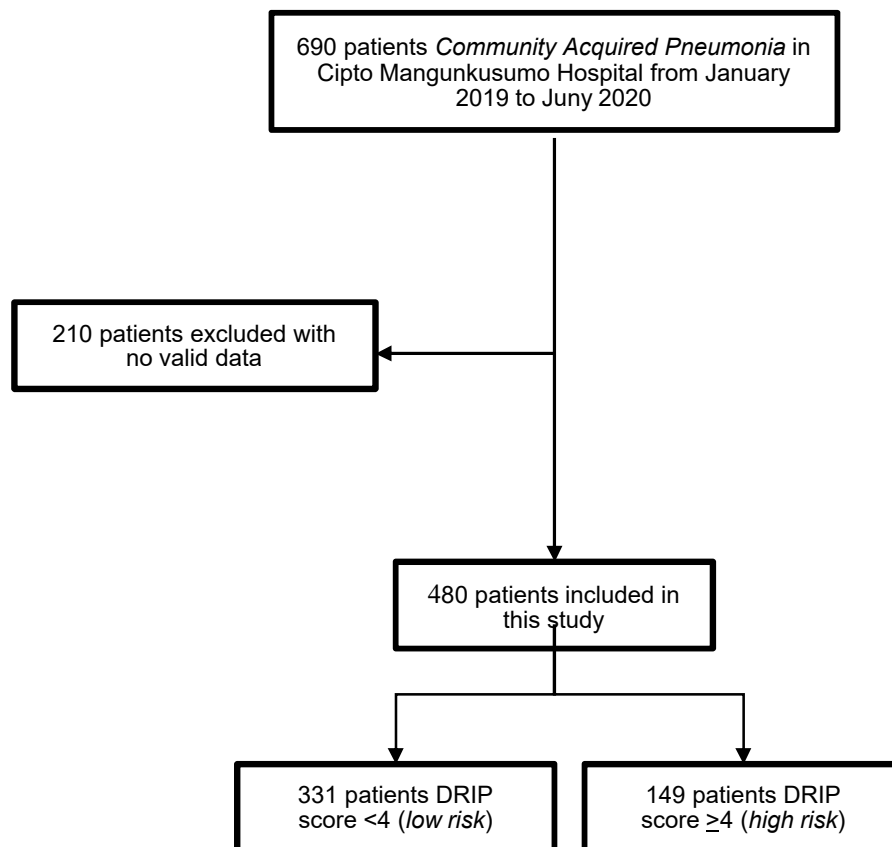 690 patients Community Acquired Pneumonia in
Cipto Mangunkusumo Hospital from January
2019 to Juny 2020
210 patients excluded with
no valid data
480 patients included in
this study
331 patients DRIP
score <4 (low risk)
149 patients DRIP
score ≥4 (high risk)